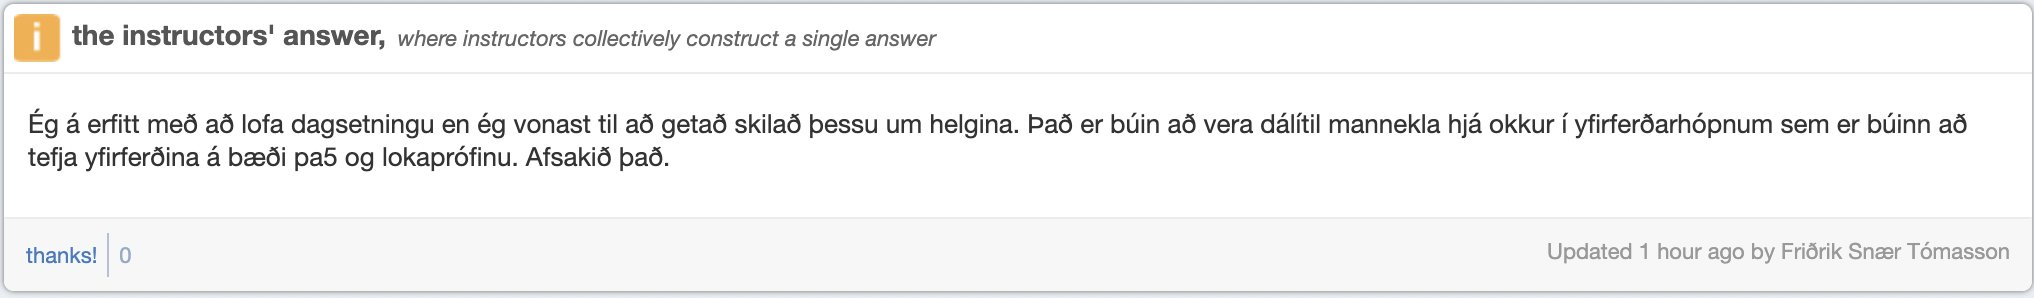 i the instructors' answer, where instructors collectively construct a single answer
Ég á erfitt með að lofa dagsetningu en ég vonast til að getað skilað þessu um helgina. Það er búin að vera dálítil mannekla hjá okkur í yfirferðarhópnum sem er búinn að
tefja yfirferðina á bæði pa5 og lokaprófinu. Afsakið það.
thanks! 0
Updated 1 hour ago by Friðrik Snær Tómasson